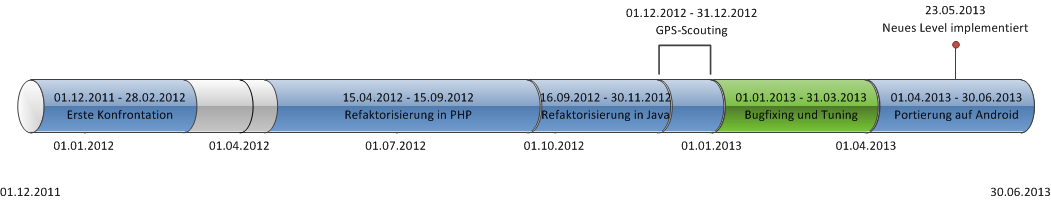 01.12.2012 - 31.12.2012
GPS-Scouting
23.05.2013
Neues Level implementiert
01.12.2011 - 28.02.2012
Erste Konfrontation
15.04.2012 - 15.09.2012
Refaktorisierung in PHP
16.09.2012 - 30.11.2012
Refaktorisierung in Java
01.01.2013 - 31.03.2013
Bugfixing und Tuning
01.04.2013 - 30.06.2013
Portierung auf Android
01.01.2012
01.04.2012
01.07.2012
01.10.2012
01.01.2013
01.04.2013
01.12.2011
30.06.2013